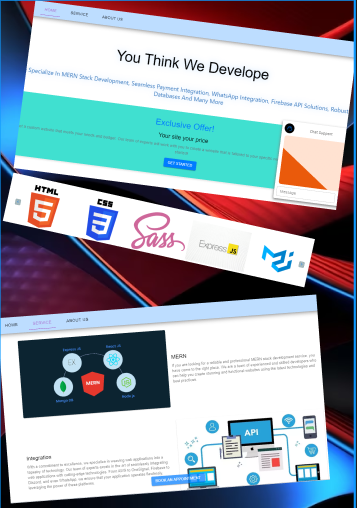 HOME SERVICE ABOUT US
You Think We Develope
Specialize In MERN Stack Development, Seamless Payment Integration, WhatsApp Integration, Firebase API Solutions, Robust
Databases And Many More
Exclusive Offer!
Your site your price
GET STARTED
Chat Support
Message
HTML
5
CSS
3
Sass
Express JS
HOME SERVICE ABOUT US
Express JS
React JS
EX
MERN
Mongo DB
Node js
MERN
If you are looking for a reliable and professional MERN stack development service, you
have come to the right place. We are a team of experienced and skilled developers who
can help you create stunning and functional websites using the latest technologies and
best practices.
API
Integration
With a commitment to excellence, we specialize in weaving web applications into a
tapestry of technology. Our team of experts excels in the art of seamlessly integrating
web applications with cutting-edge technologies. From
Discord, and even WhatsApp, we ensure that your application operates flawlessly,
leveraging the power of these platforms.
BOOK AN APPOINTMENT